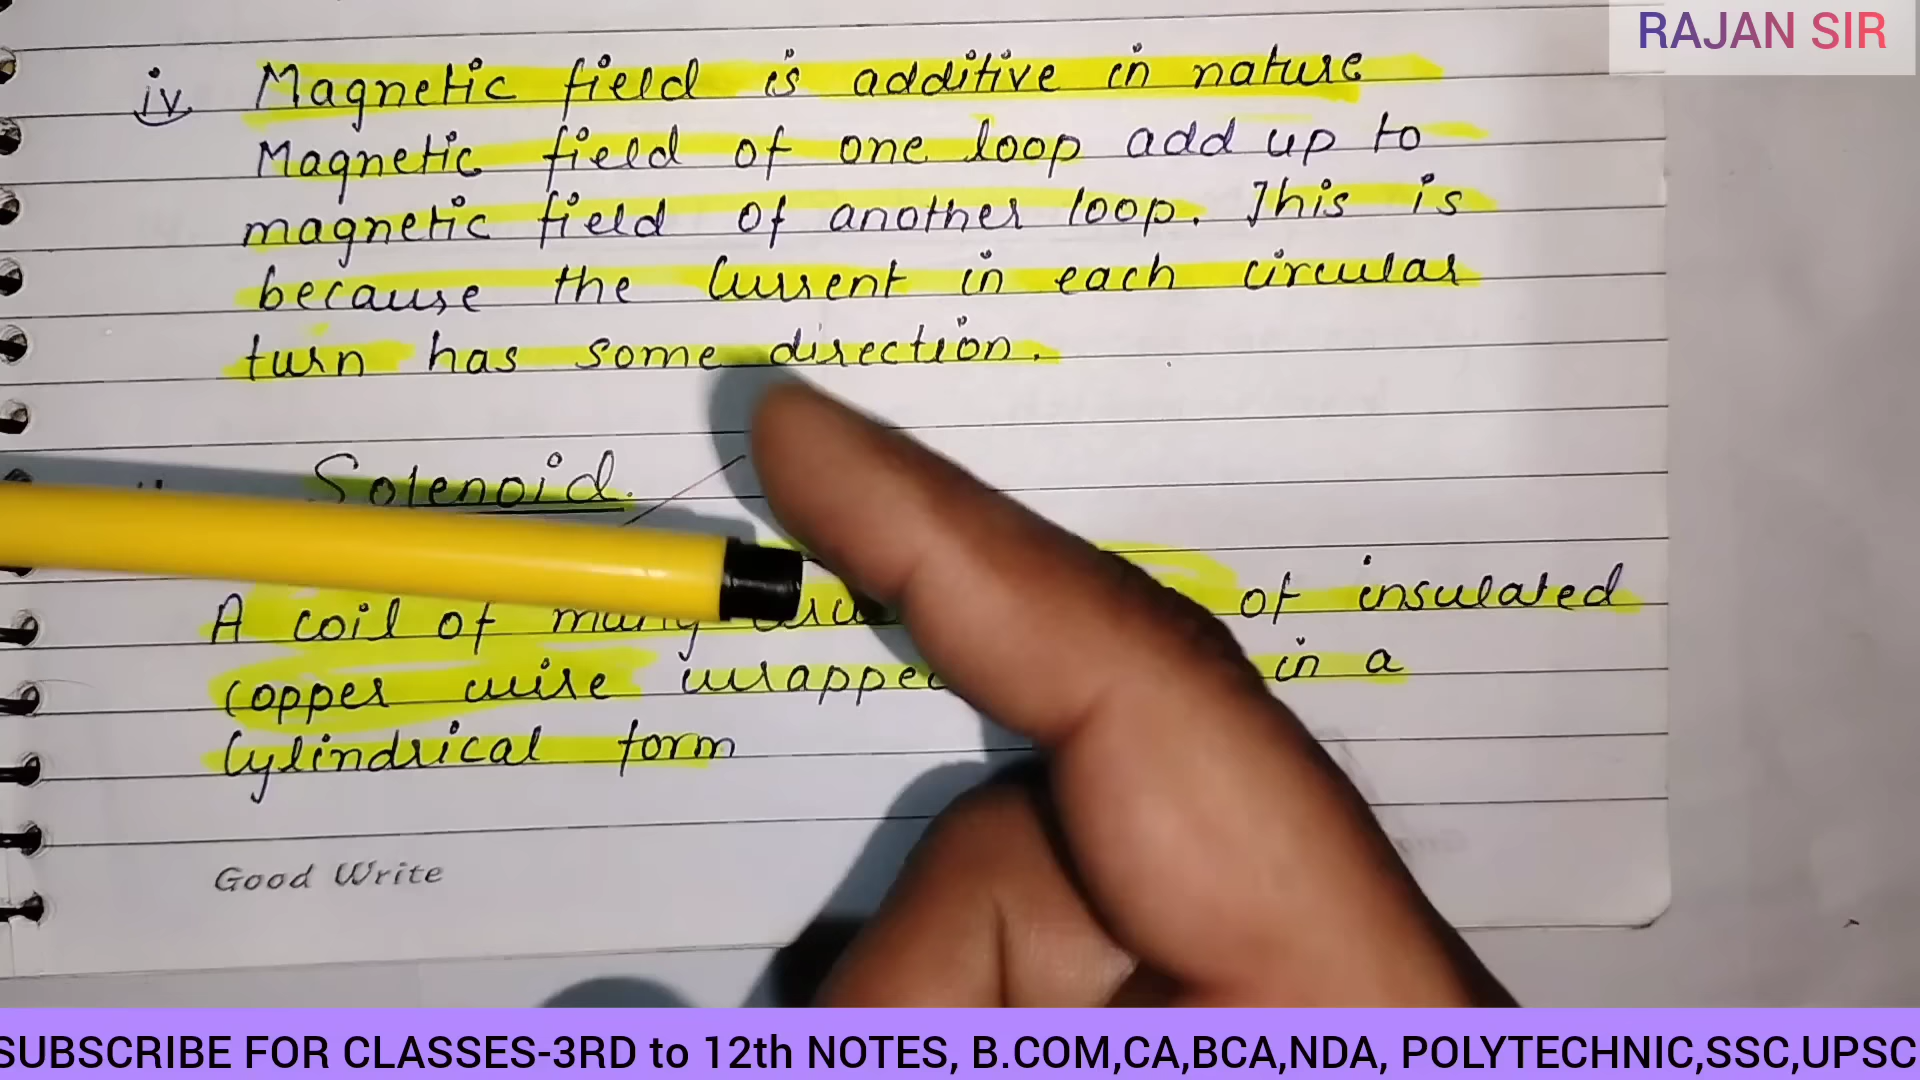 RAJAN SIR
iv Magnetic field is additive in nature
Magnetic field of one loop add up to
magnetic field of another loop. This is
because the Current in each circular
turn has some direction.
Solenoid.
A coil of many of insulated
copper wire wrapped in a
Cylindrical form
Good Write
SUBSCRIBE FOR CLASSES-3RD to 12th NOTES, B.COM,CA,BCA,NDA, POLYTECHNIC,SSC,UPSC